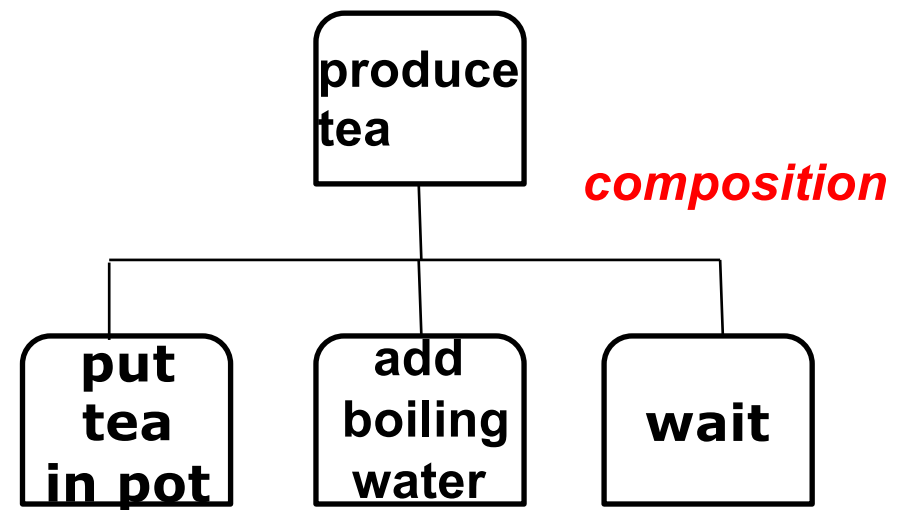 produce
tea
composition
put
tea
in pot
add
boiling
water
wait